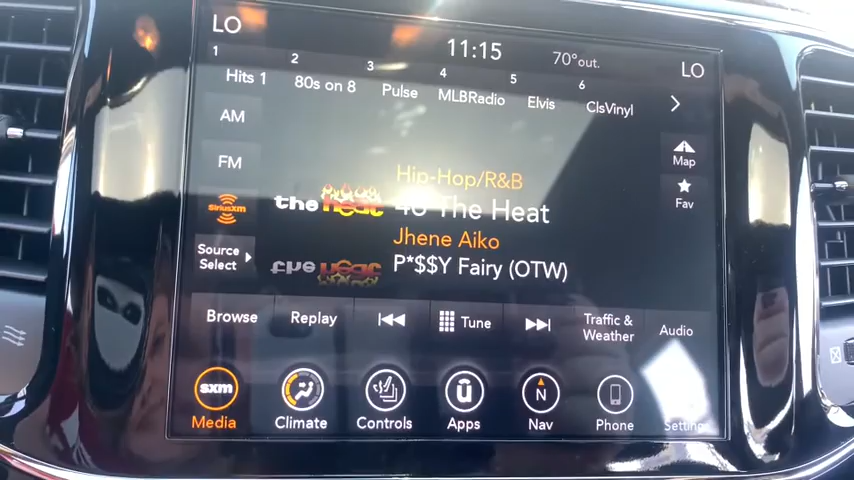 LO
11:15
70°out.
LO
1
2
3
4
5
6
Hits 1
80s on 8
Pulse
MLBRadio
Elvis
ClsVinyl
AM
FM
SiriusXM
Source
Select
Map
Fav
the heat
Hip-Hop/R&B
46 The Heat
Jhene Aiko
P*$$Y Fairy (OTW)
Browse
Replay
Tune
Traffic &
Weather
Audio
sxm
Media
Climate
Controls
Apps
N
Nav
Phone
Settings